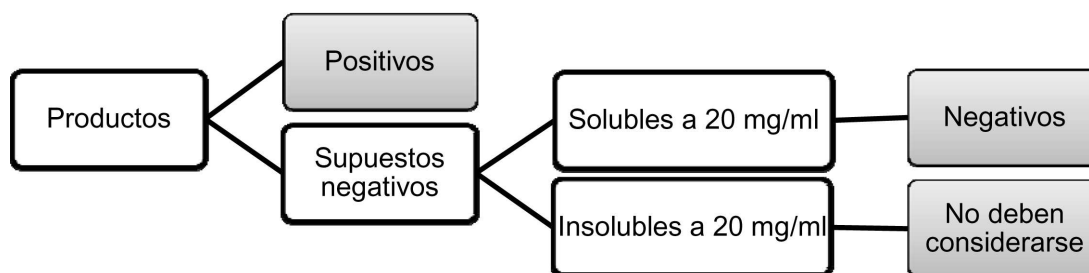 Productos
Positivos
Supuestos
negativos
Solubles a 20 mg/ml
Insolubles a 20 mg/ml
Negativos
No deben
considerarse